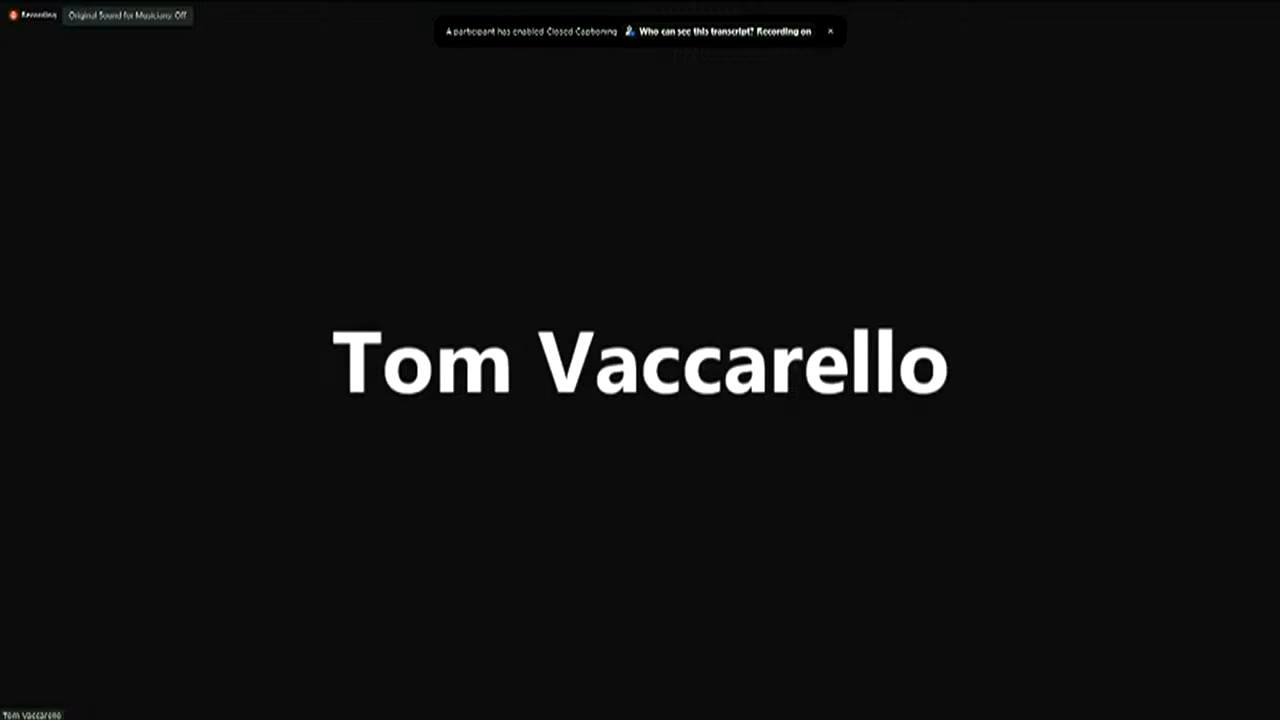 Recording
Original Sound for Musicians: Off
A participant has enabled Closed Captioning
Who can see this transcript? Recording on
Tom Vaccarello
Tom Vaccarello